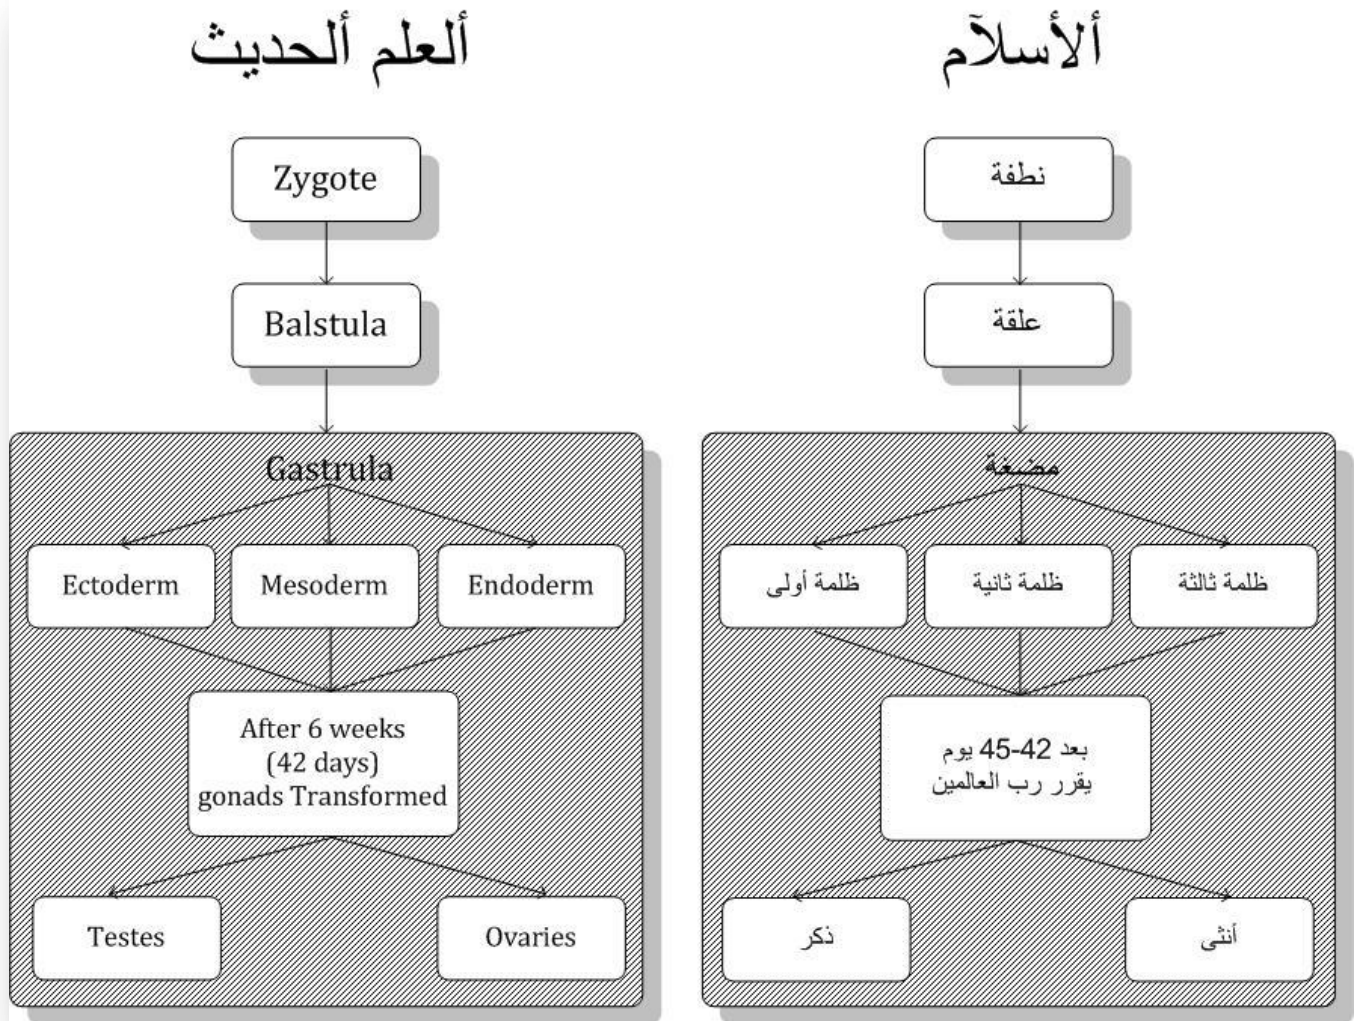 ألعلم ألحديث
Zygote
Balstula
Gastrula
Ectoderm
Mesoderm
Endoderm
After 6 weeks
(42 days)
gonads Transformed
Testes
Ovaries
ألأسلآم
نطفة
علقة
مضغة
ظلمة أولى
ظلمة ثانية
ظلمة ثالثة
بعد 42-45 يوم
يقرر رب العالمين
ذكر
أنثى